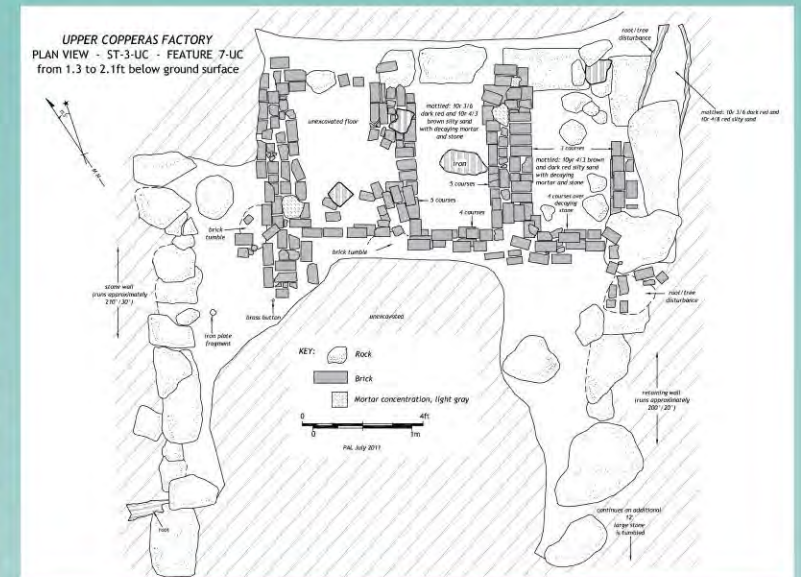 UPPER COPPERAS FACTORY
PLAN VIEW - ST-3-UC - FEATURE 7-UC
from 1.3 to 2.1ft below ground surface
root/tree
disturbance
mottled: 10r 3/6 dark red and
10r 4/8 red silty sand
unexcavated floor
mottled: 10r 3/6
dark red and 10r 4/3
brown silty sand
with decaying mortar
and stone
iron
3 courses
mottled: 10yr 4/3 brown
and dark red silty sand
with decaying
mortar and stone
5 courses
5 courses
4 courses
4 courses over
decaying
stone
brick
tumble
brick tumble
stone wall
(runs approximately
210°/30°)
brass button
iron plate
fragment
unexcavated
root/tree
disturbance
KEY:
Rock
Brick
Mortar concentration, light gray
0
4ft
0
1m
PAL July 2011
retaining wall
(runs approximately
200°/20°)
continues an additional
12'
large stone
is tumbled
root